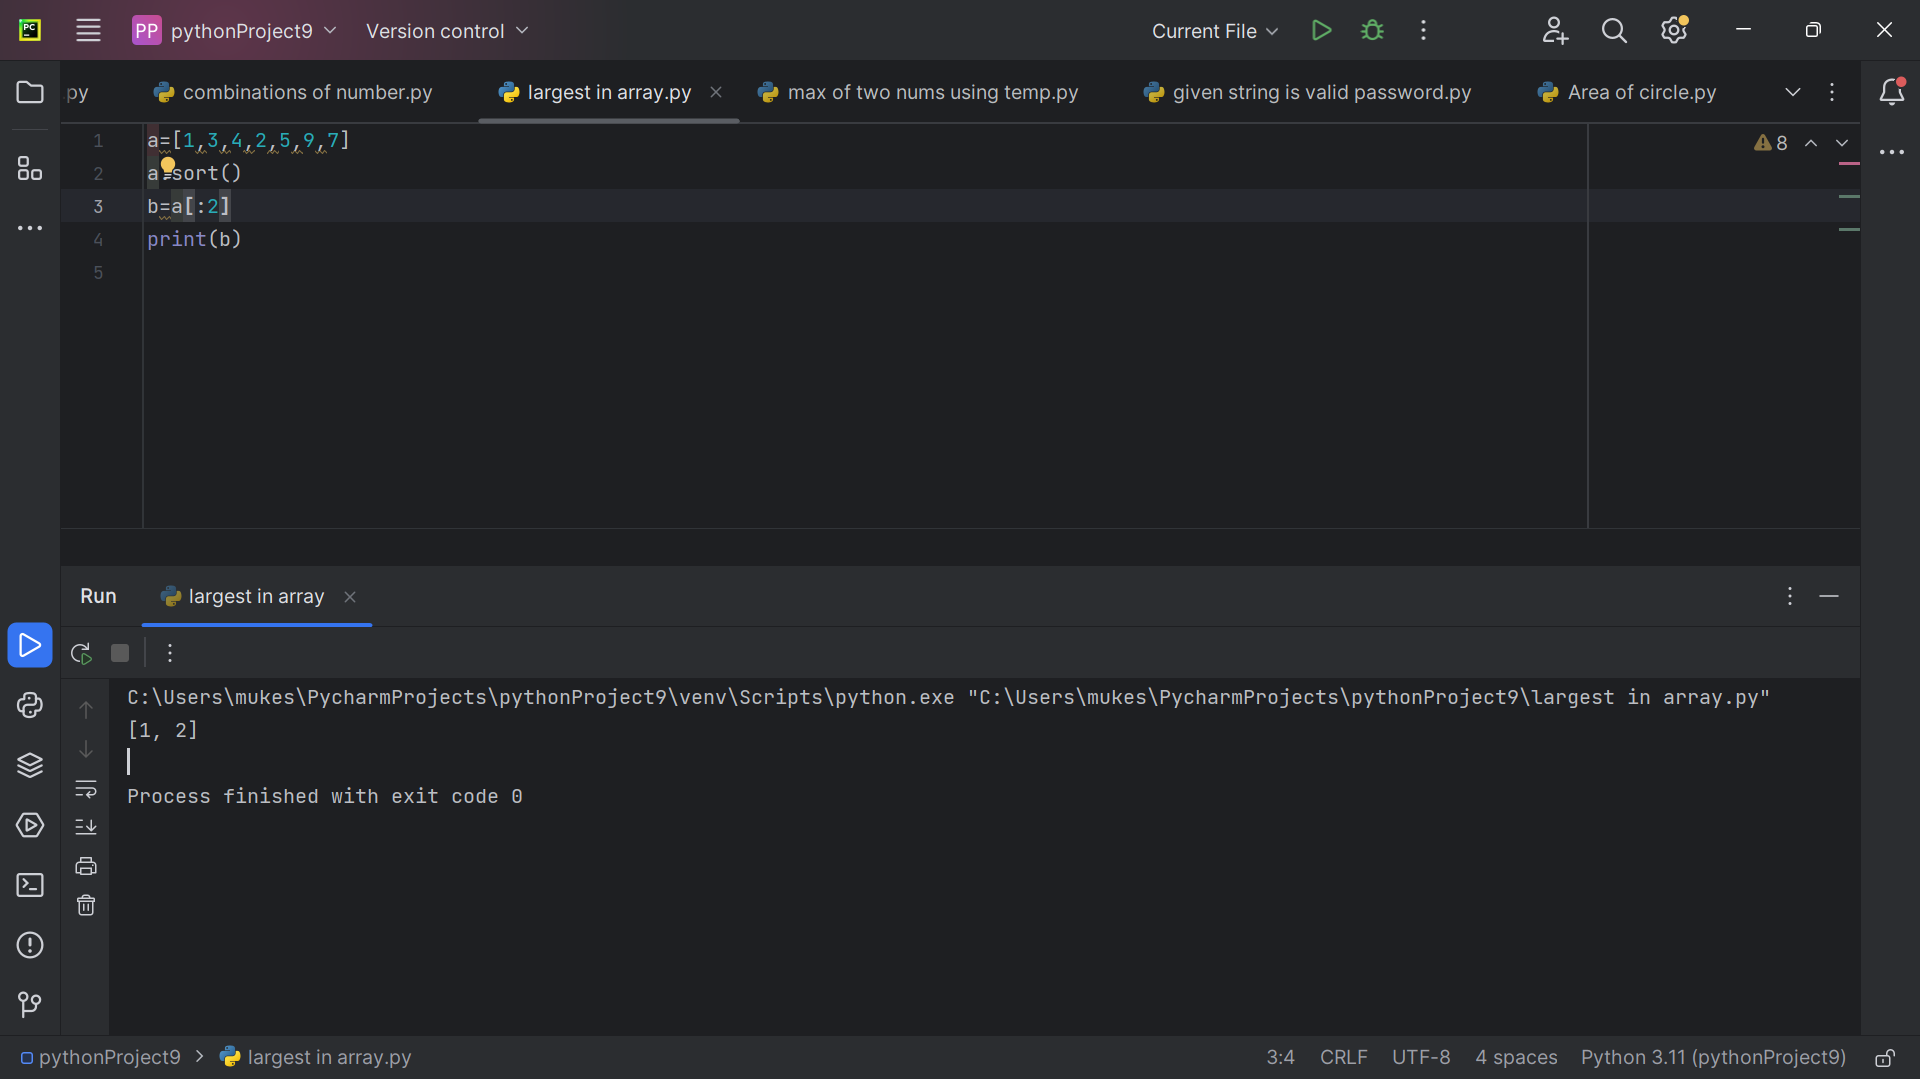 PC
PP pythonProject9 Version control Current File
.py combinations of number.py largest in array.py max of two nums using temp.py given string is valid password.py Area of circle.py
1 a=[1,3,4,2,5,9,7] 8
2 a.sort()
3 b=a[:2]
4 print(b)
5
Run largest in array
C:\Users\mukes\PycharmProjects\pythonProject9\venv\Scripts\python.exe "C:\Users\mukes\PycharmProjects\pythonProject9\largest in array.py"
[1, 2]
Process finished with exit code 0
pythonProject9 > largest in array.py 3:4 CRLF UTF-8 4 spaces Python 3.11 (pythonProject9)